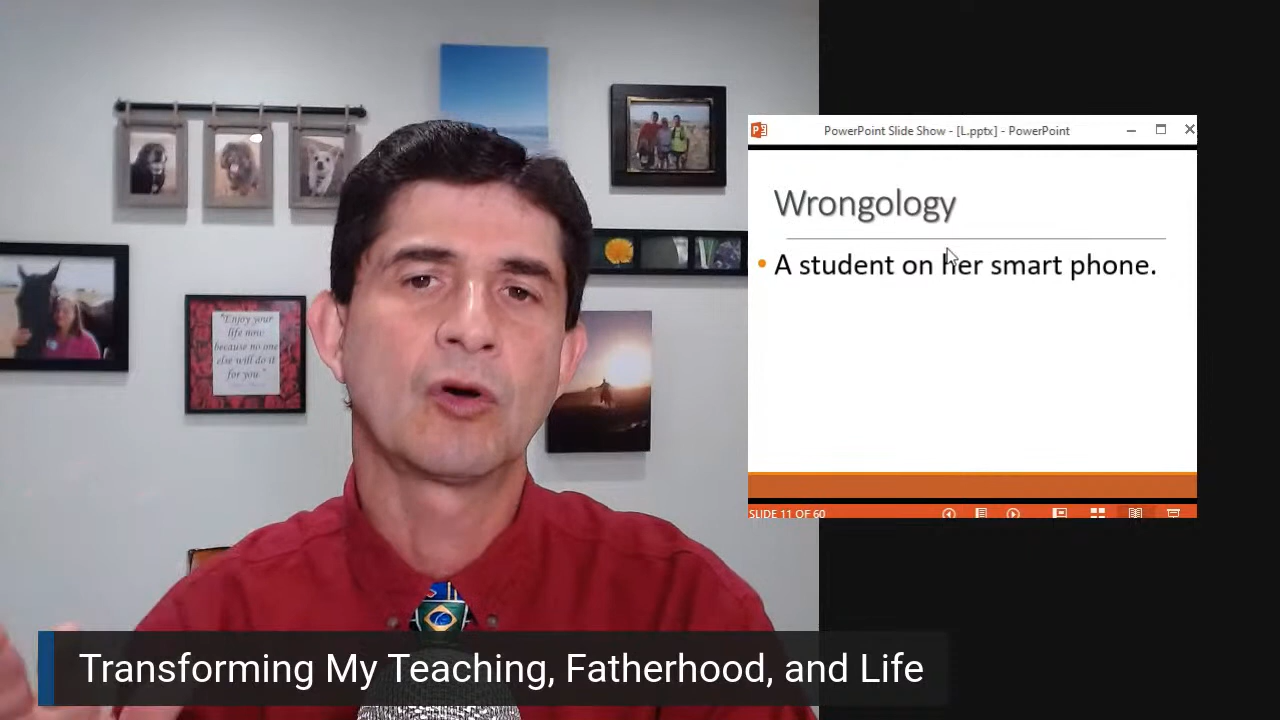 "Enjoy your
life now
because no one
else will do it
for you."
PowerPoint Slide Show - [L.pptx] - PowerPoint
Wrongology
• A student on her smart phone.
SLIDE 11 OF 60
Transforming My Teaching, Fatherhood, and Life